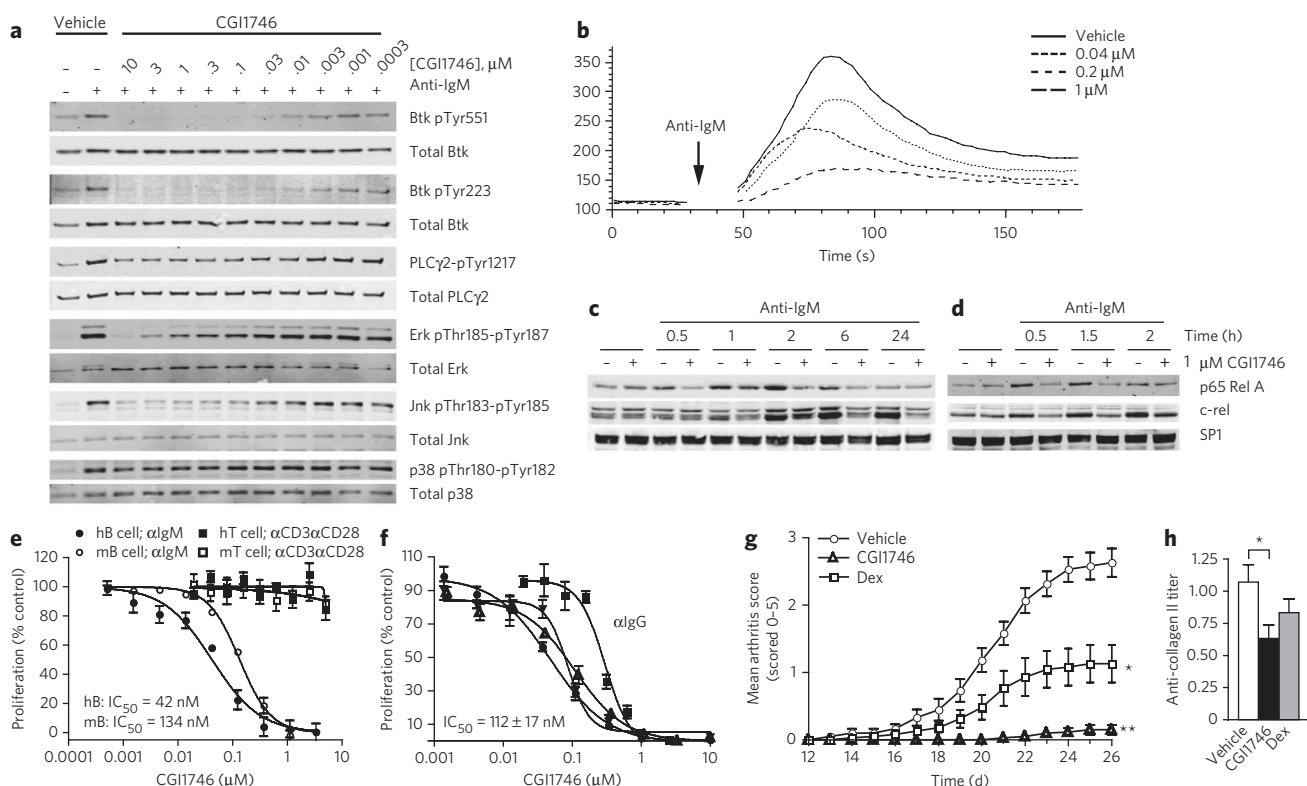 a
Vehicle
CGI1746
– – 10 3 1 .3 .1 .03 .01 .003 .001 .0003
[CGI1746], μM
– + + + + + + + + + + +
Anti-IgM
Btk pTyr551
Total Btk
Btk pTyr223
Total Btk
PLCγ2-pTyr1217
Total PLCγ2
Erk pThr185-pTyr187
Total Erk
Jnk pThr183-pTyr185
Total Jnk
p38 pThr180-pTyr182
Total p38
b
Vehicle
0.04 μM
0.2 μM
1 μM
Anti-IgM
350
300
250
200
150
100
0 50 100 150
Time (s)
c
Anti-IgM
0.5 1 2 6 24
– + – + – + – + – + – +
d
Anti-IgM
0.5 1.5 2
Time (h)
– + – + – + – +
1 μM CGI1746
p65 Rel A
c-rel
SP1
e
hB cell; αIgM
mB cell; αIgM
hT cell; αCD3αCD28
mT cell; αCD3αCD28
Proliferation (% control)
120
100
80
60
40
20
0
hB: IC50 = 42 nM
mB: IC50 = 134 nM
0.0001 0.001 0.01 0.1 1 10
CGI1746 (μM)
f
Proliferation (% control)
110
90
70
50
30
10
αIgG
IC50 = 112 ± 17 nM
0.001 0.01 0.1 1 10
CGI1746 (μM)
g
Vehicle
CGI1746
Dex
Mean arthritis score
(scored 0–5)
3
2
1
0
*
**
12 14 16 18 20 22 24 26
Time (d)
h
*
Anti-collagen II titer
1.25
1.00
0.75
0.25
0
Vehicle
CGI1746
Dex